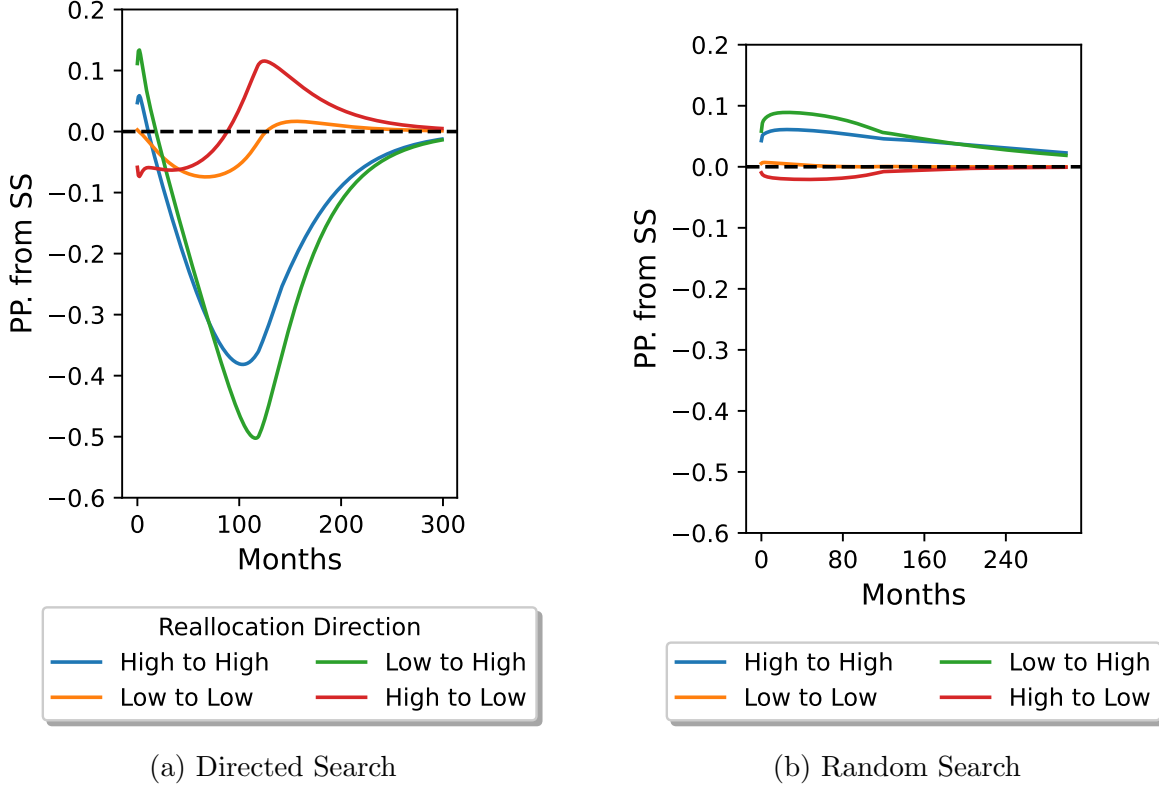 0.2
0.1
0.0
−0.1
−0.2
−0.3
−0.4
−0.5
−0.6
PP. from SS
0 100 200 300
Months
Reallocation Direction
High to High Low to High
Low to Low High to Low
(a) Directed Search
0.2
0.1
0.0
−0.1
−0.2
−0.3
−0.4
−0.5
−0.6
PP. from SS
0 80 160 240
Months
High to High Low to High
Low to Low High to Low
(b) Random Search